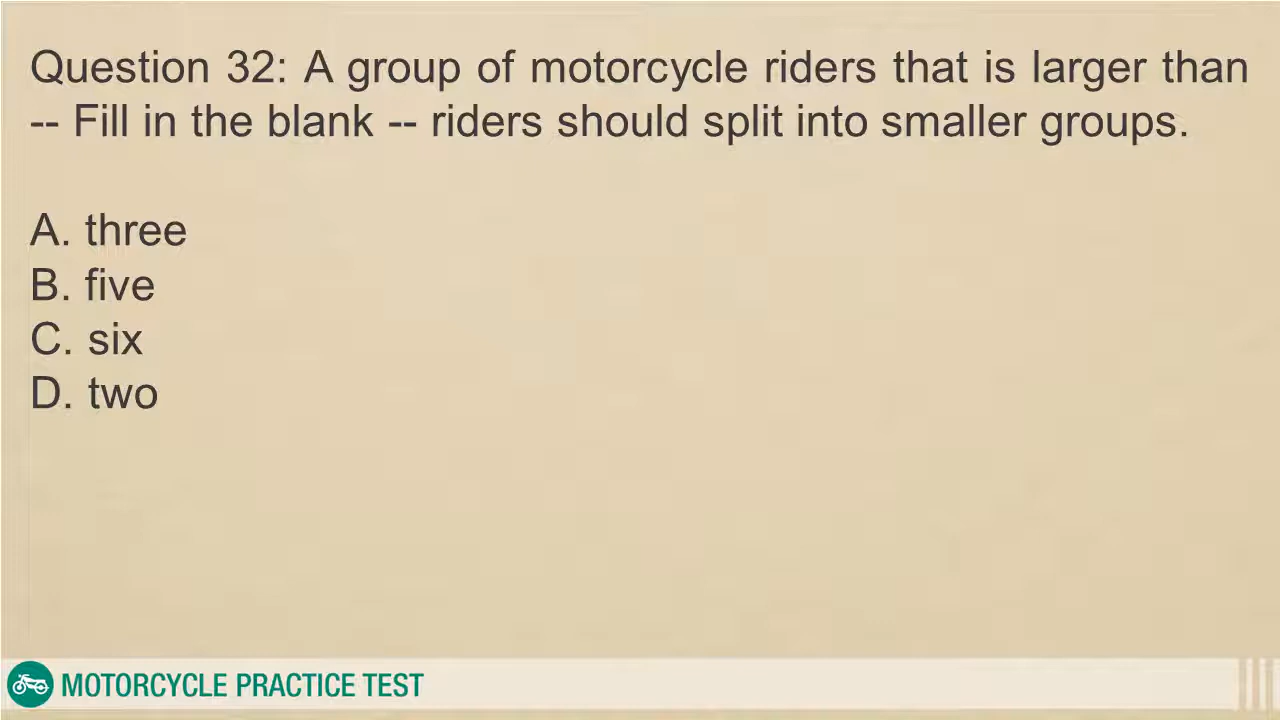 Question 32: A group of motorcycle riders that is larger than
-- Fill in the blank -- riders should split into smaller groups.
A. three
B. five
C. six
D. two
MOTORCYCLE PRACTICE TEST